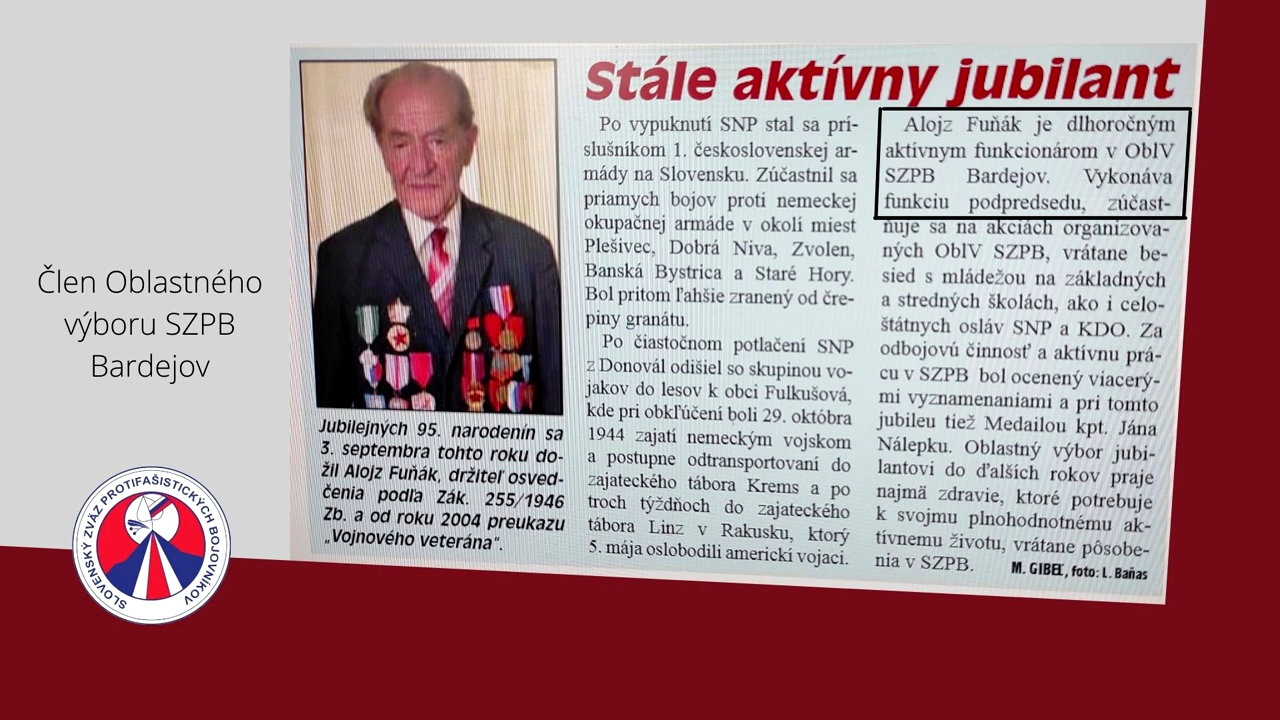 Člen Oblastného
výboru SZPB
Bardejov
SLOVENSKÝ ZVÄZ PROTIFAŠISTICKÝCH BOJOVNÍKOV
Stále aktívny jubilant
Jubilejných 95. narodenín sa
3. septembra tohto roku do-
žil Alojz Fuňák, držiteľ osved-
čenia podľa Zák. 255/1946
Zb. a od roku 2004 preukazu
„Vojnového veterána“.
Po vypuknutí SNP stal sa prí-
slušníkom 1. československej ar-
mády na Slovensku. Zúčastnil sa
priamych bojov proti nemeckej
okupačnej armáde v okolí miest
Plešivec, Dobrá Niva, Zvolen,
Banská Bystrica a Staré Hory.
Bol pritom ľahšie zranený od čre-
piny granátu.
Po čiastočnom potlačení SNP
z Donovál odišiel so skupinou vo-
jakov do lesov k obci Fulkušová,
kde pri obkľúčení boli 29. októbra
1944 zajatí nemeckým vojskom
a postupne odtransportovaní do
zajateckého tábora Krems a po
troch týždňoch do zajateckého
tábora Linz v Rakusku, ktorý
5. mája oslobodili americkí vojaci.
Alojz Fuňák je dlhoročným
aktívnym funkcionárom v OblV
SZPB Bardejov. Vykonáva
funkciu podpredsedu, zúčast-
ňuje sa na akciách organizova-
ných OblV SZPB, vrátane be-
sied s mládežou na základných
a stredných školách, ako i celo-
štátnych osláv SNP a KDO. Za
odbojovú činnosť a aktívnu prá-
cu v SZPB bol ocenený viacerý-
mi vyznamenaniami a pri tomto
jubileu tiež Medailou kpt. Jána
Nálepku. Oblastný výbor jubi-
lantovi do ďalších rokov praje
najmä zdravie, ktoré potrebuje
k svojmu plnohodnotnému ak-
tívnemu životu, vrátane pôsobe-
nia v SZPB.
M. GIBEĽ, foto: L. Baňas